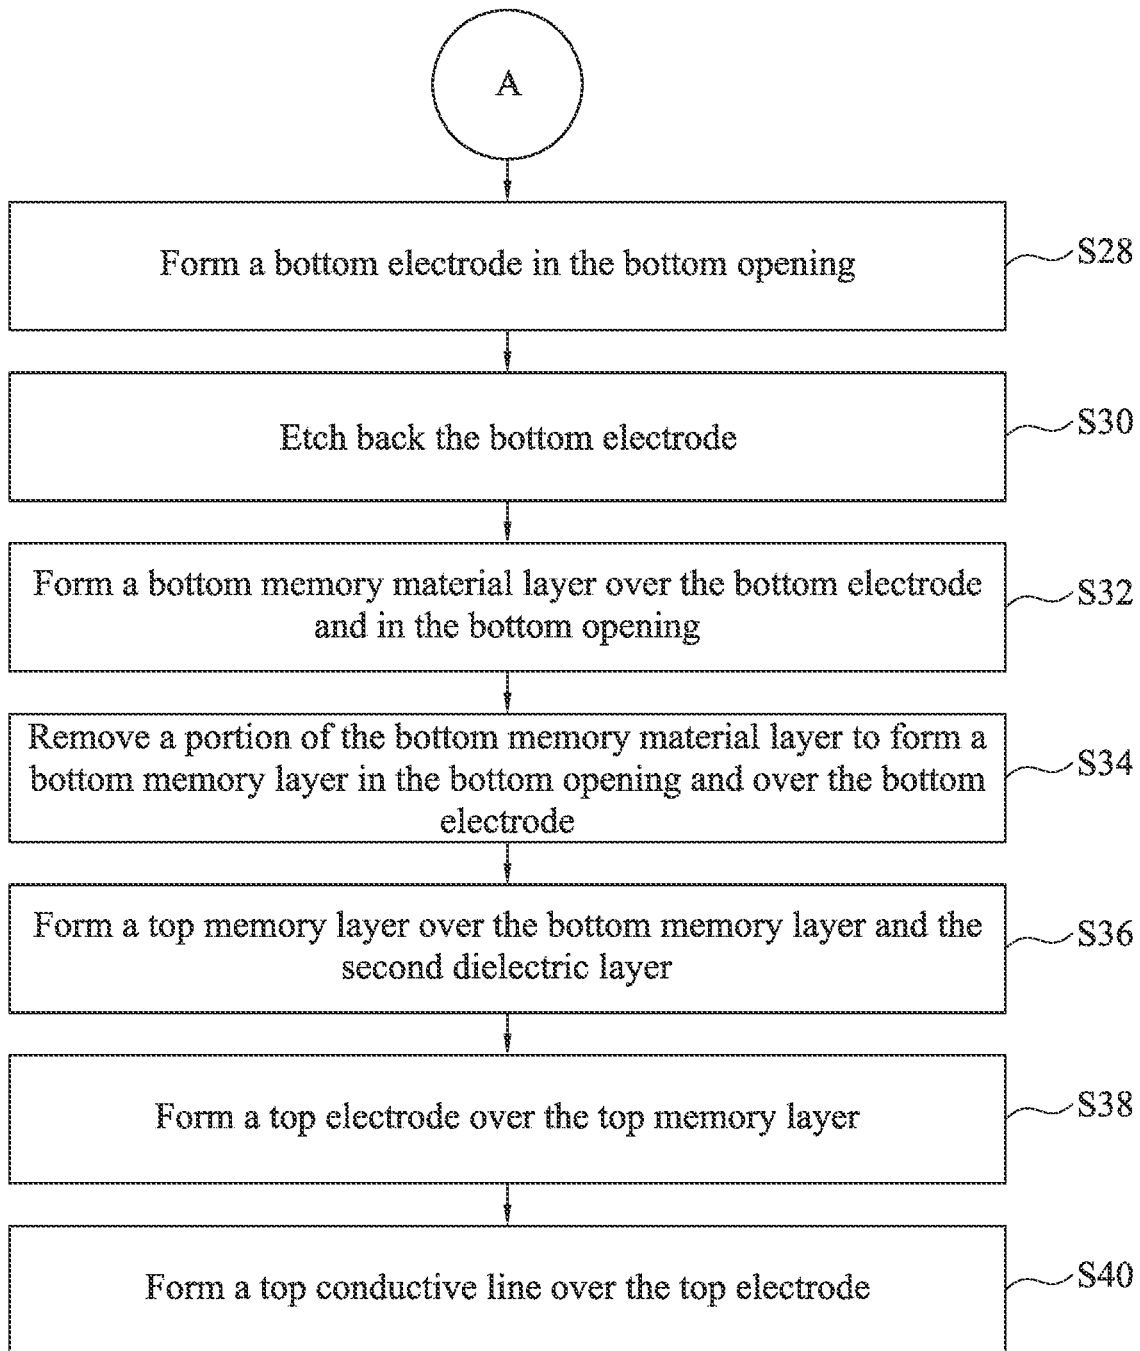 A
Form a bottom electrode in the bottom opening
S28
Etch back the bottom electrode
S30
Form a bottom memory material layer over the bottom electrode
and in the bottom opening
S32
Remove a portion of the bottom memory material layer to form a
bottom memory layer in the bottom opening and over the bottom
electrode
S34
Form a top memory layer over the bottom memory layer and the
second dielectric layer
S36
Form a top electrode over the top memory layer
S38
Form a top conductive line over the top electrode
S40